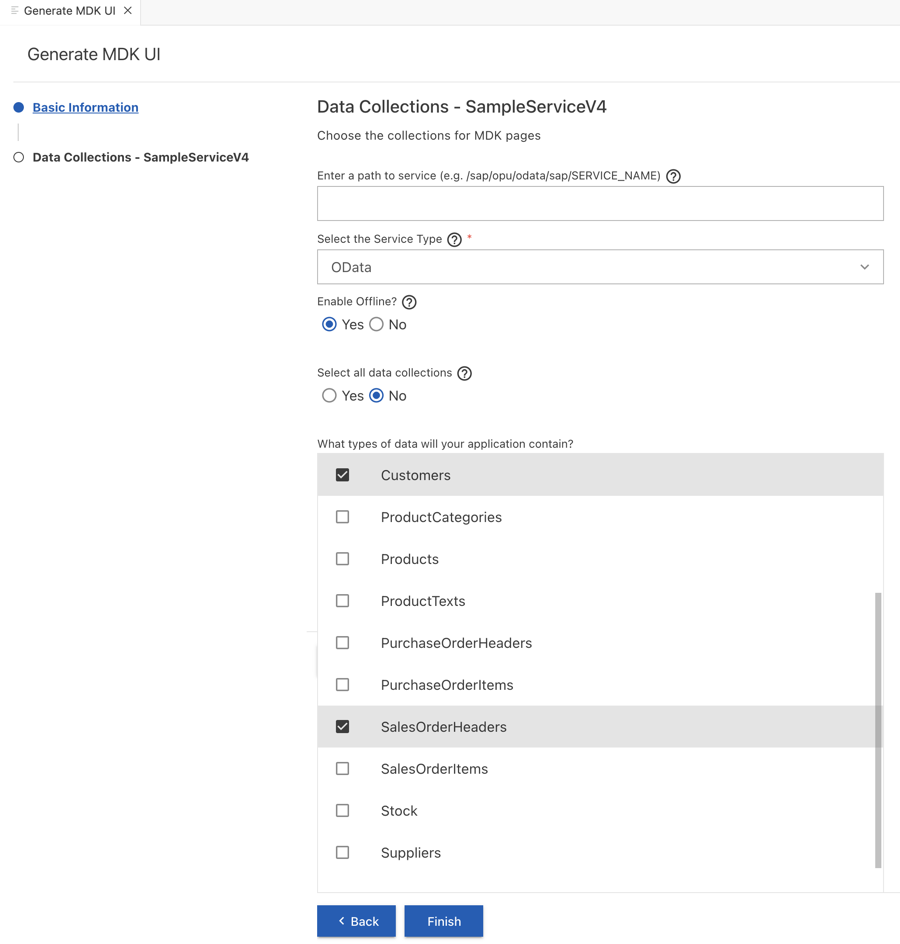 Generate MDK UI
Generate MDK UI
Basic Information
Data Collections - SampleServiceV4
Data Collections - SampleServiceV4
Choose the collections for MDK pages
Enter a path to service (e.g. /sap/opu/odata/sap/SERVICE_NAME)
Select the Service Type *
OData
Enable Offline?
Yes No
Select all data collections
Yes No
What types of data will your application contain?
Customers
ProductCategories
Products
ProductTexts
PurchaseOrderHeaders
PurchaseOrderItems
SalesOrderHeaders
SalesOrderItems
Stock
Suppliers
Back Finish